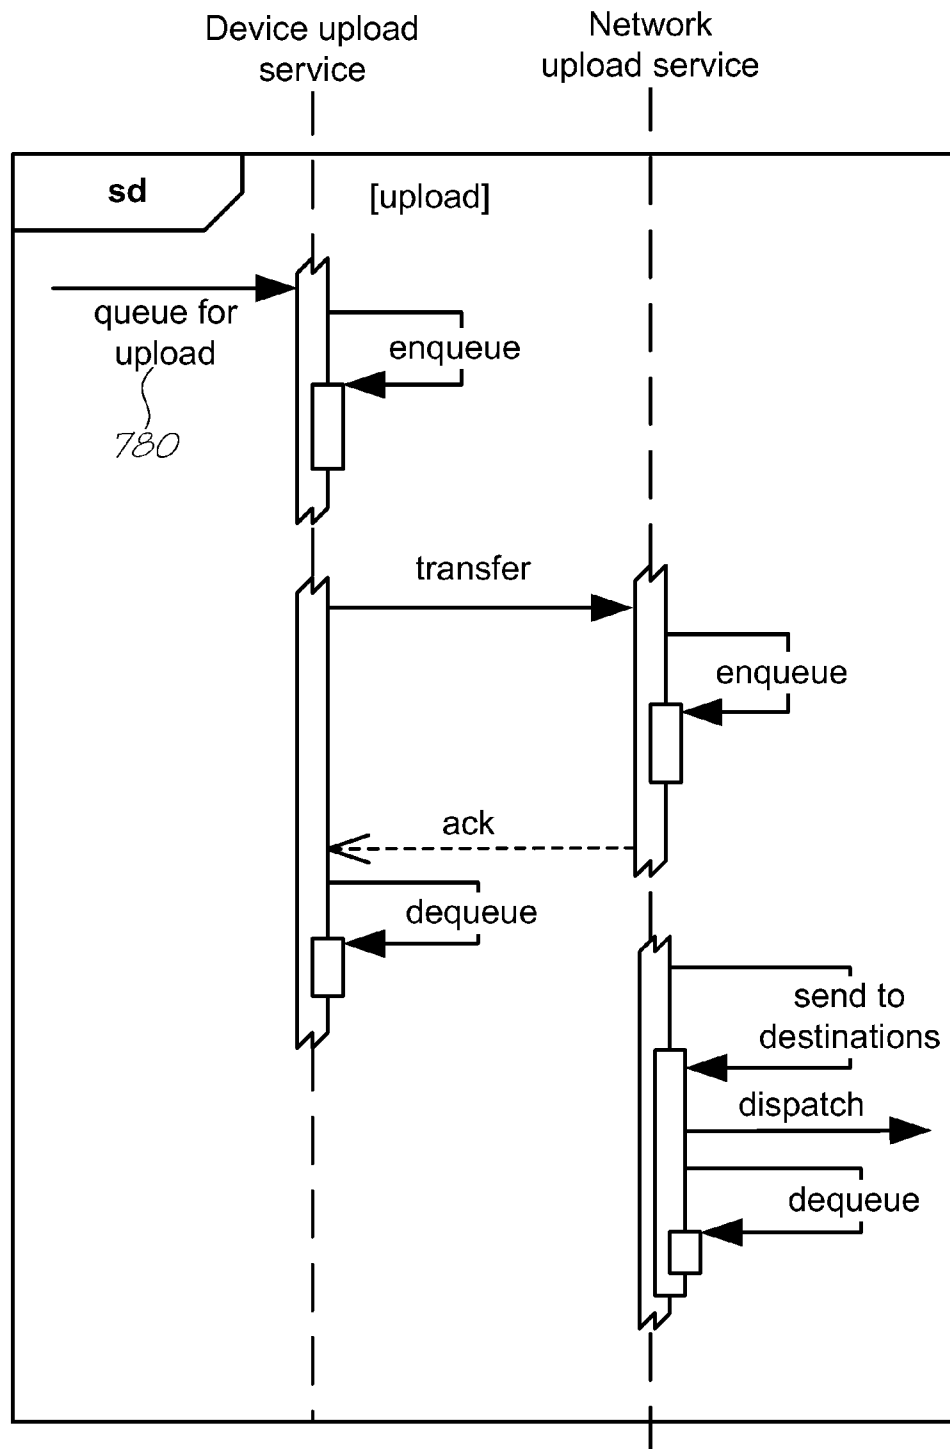 Device upload
service
Network
upload service
sd
[upload]
queue for
upload
780
enqueue
transfer
enqueue
ack
dequeue
send to
destinations
dispatch
dequeue